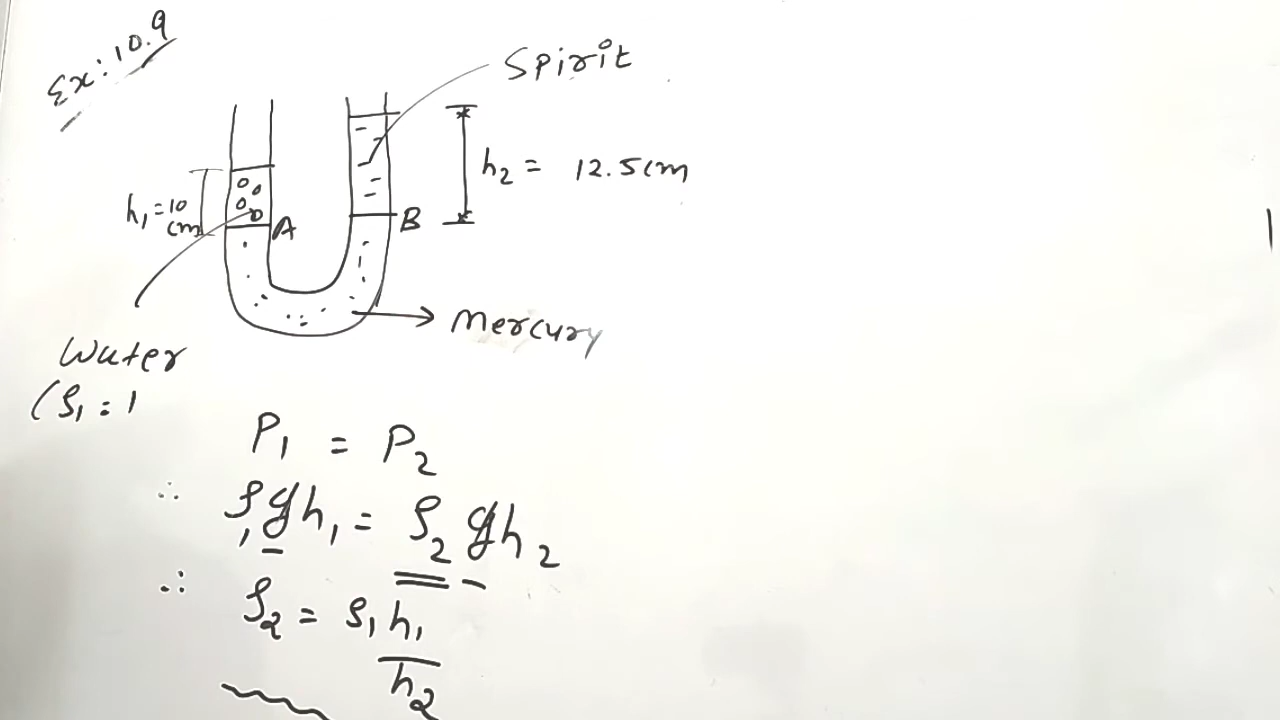 Ex: 10.9
Spirit
h₂ = 12.5cm
h₁=10
cm
A
B
Mercury
Water
(ρ₁ = 1
P₁ = P₂
∴ ρ₁gh₁ = ρ₂gh₂
∴ ρ₂ = ρ₁h₁
h₂